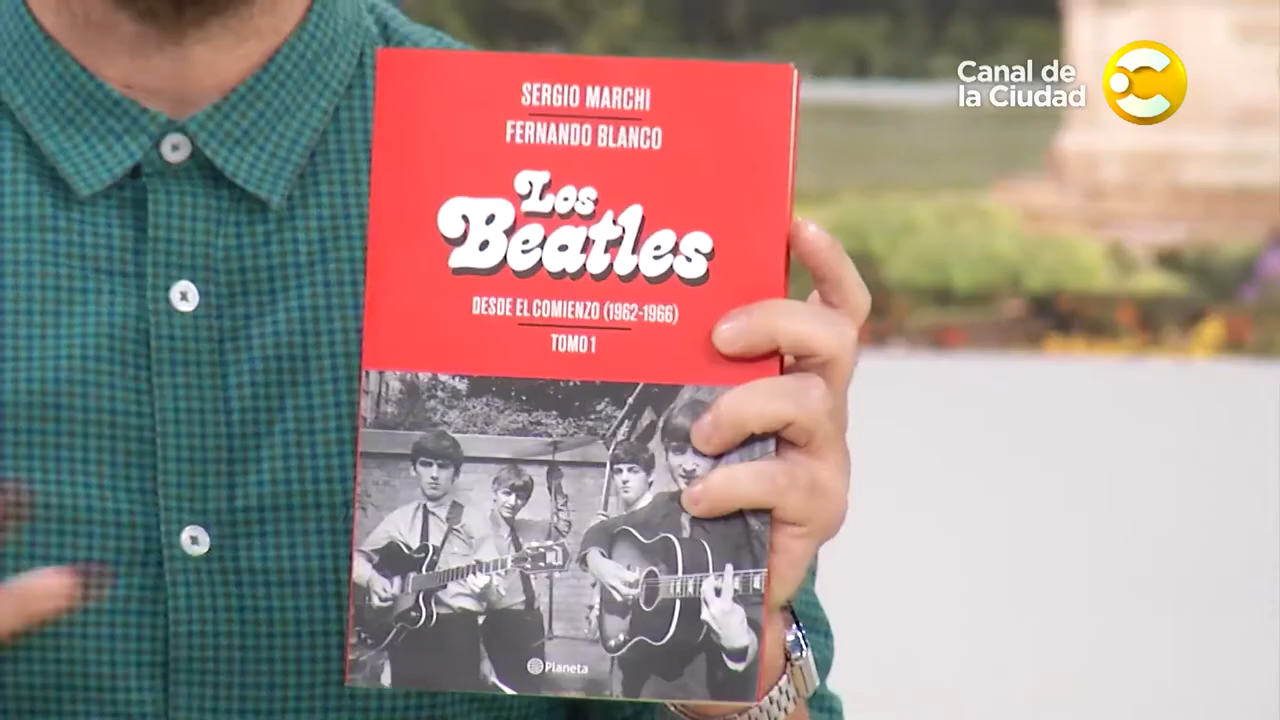 SERGIO MARCHI
FERNANDO BLANCO
Los
Beatles
DESDE EL COMIENZO (1962-1966)
TOMO 1
Planeta
Canal de
la Ciudad